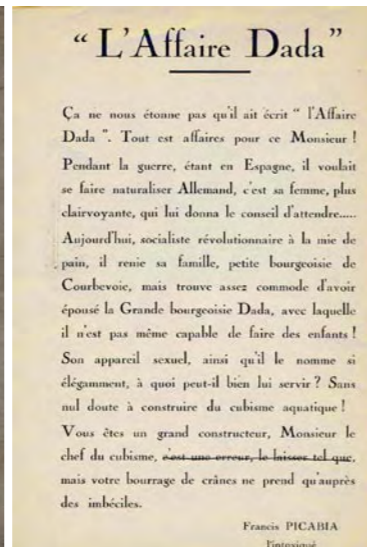 “ L'Affaire Dada”
Ça ne nous étonne pas qu'il ait écrit “ l'Affaire
Dada ”. Tout est affaires pour ce Monsieur !
Pendant la guerre, étant en Espagne, il voulait
se faire naturaliser Allemand, c'est sa femme, plus
clairvoyante, qui lui donna le conseil d'attendre.....
Aujourd'hui, socialiste révolutionnaire à la mie de
pain, il renie sa famille, petite bourgeoisie de
Courbevoie, mais trouve assez commode d'avoir
épousé la Grande bourgeoisie Dada, avec laquelle
il n'est pas même capable de faire des enfants !
Son appareil sexuel, ainsi qu'il le nomme si
élégamment, à quoi peut-il bien lui servir ? Sans
nul doute à construire du cubisme aquatique !
Vous êtes un grand constructeur, Monsieur le
chef du cubisme, c'est une erreur, le laisser tel que,
mais votre bourrage de crânes ne prend qu'auprès
des imbéciles.
Francis PICABIA
l'intoxiqué